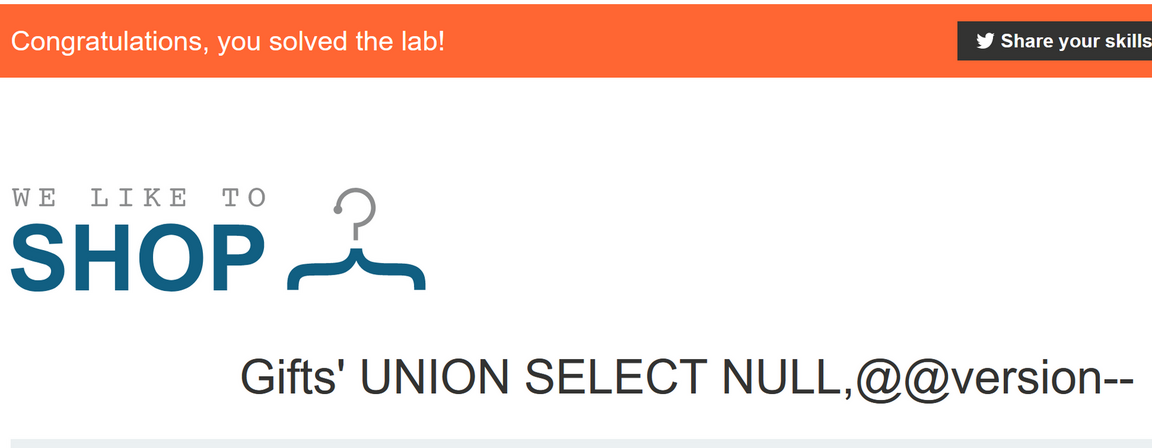 Congratulations, you solved the lab!
Share your skills
WE LIKE TO
SHOP
Gifts' UNION SELECT NULL,@@version--